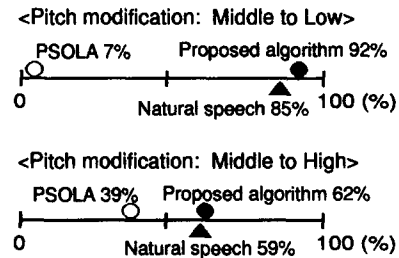 <Pitch modification: Middle to Low>
PSOLA 7% Proposed algorithm 92%
0 100 (%)
Natural speech 85%
<Pitch modification: Middle to High>
PSOLA 39% Proposed algorithm 62%
0 100 (%)
Natural speech 59%